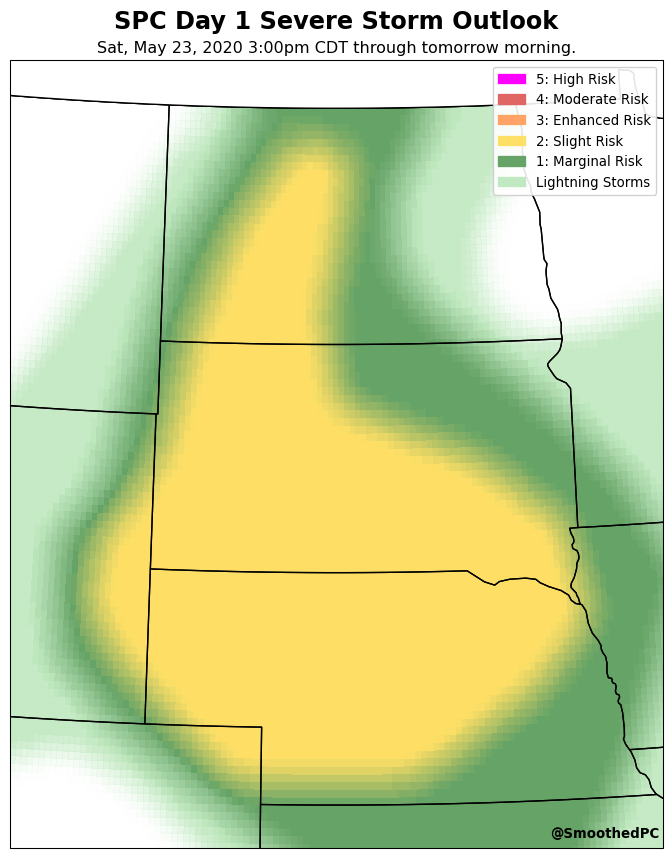 SPC Day 1 Severe Storm Outlook
Sat, May 23, 2020 3:00pm CDT through tomorrow morning.
5: High Risk
4: Moderate Risk
3: Enhanced Risk
2: Slight Risk
1: Marginal Risk
Lightning Storms
@SmoothedPC